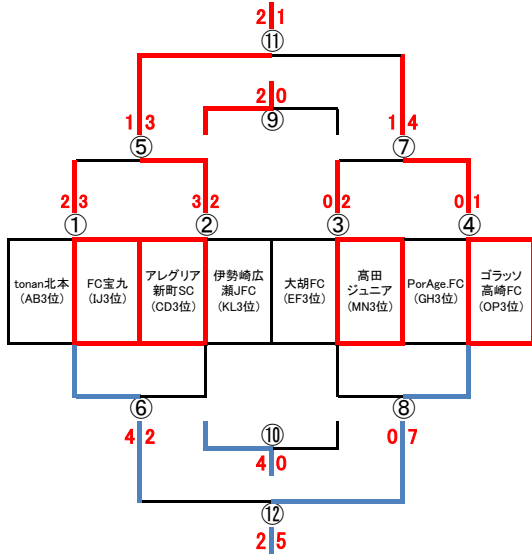 2 1
⑪
2 0
⑨
1 3
⑤
1 4
⑦
2 3
①
3 2
②
0 2
③
0 1
④
tonan北本
(AB3位)
FC宝九
(IJ3位)
アレグリア
新町SC
(CD3位)
伊勢崎広
瀬JFC
(KL3位)
大胡FC
(EF3位)
高田
ジュニア
(MN3位)
PorAge.FC
(GH3位)
ゴラッソ
高崎FC
(OP3位)
⑥
4 2
⑧
0 7
⑩
4 0
⑫
2 5